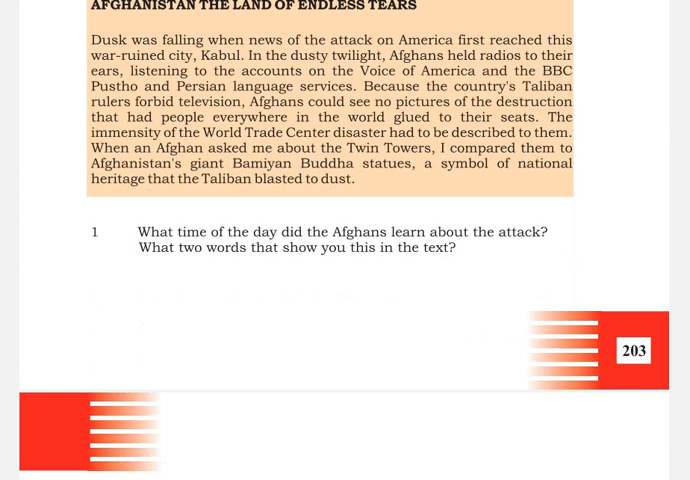 AFGHANISTAN THE LAND OF ENDLESS TEARS
Dusk was falling when news of the attack on America first reached this
war-ruined city, Kabul. In the dusty twilight, Afghans held radios to their
ears, listening to the accounts on the Voice of America and the BBC
Pustho and Persian language services. Because the country's Taliban
rulers forbid television, Afghans could see no pictures of the destruction
that had people everywhere in the world glued to their seats. The
immensity of the World Trade Center disaster had to be described to them.
When an Afghan asked me about the Twin Towers, I compared them to
Afghanistan's giant Bamiyan Buddha statues, a symbol of national
heritage that the Taliban blasted to dust.
1 What time of the day did the Afghans learn about the attack?
What two words that show you this in the text?
203